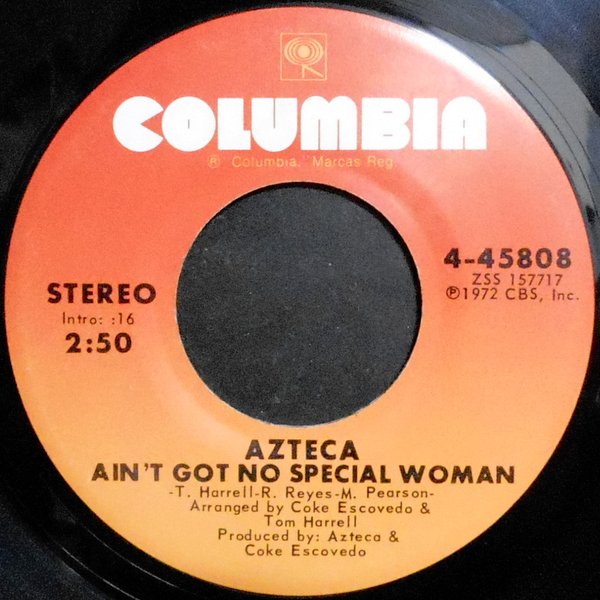 COLUMBIA
® Columbia, Marcas Reg.
4-45808
ZSS 157717
℗1972 CBS, Inc.
STEREO
Intro: :16
2:50
AZTECA
AIN'T GOT NO SPECIAL WOMAN
-T. Harrell-R. Reyes-M. Pearson-
Arranged by Coke Escovedo &
Tom Harrell
Produced by: Azteca &
Coke Escovedo